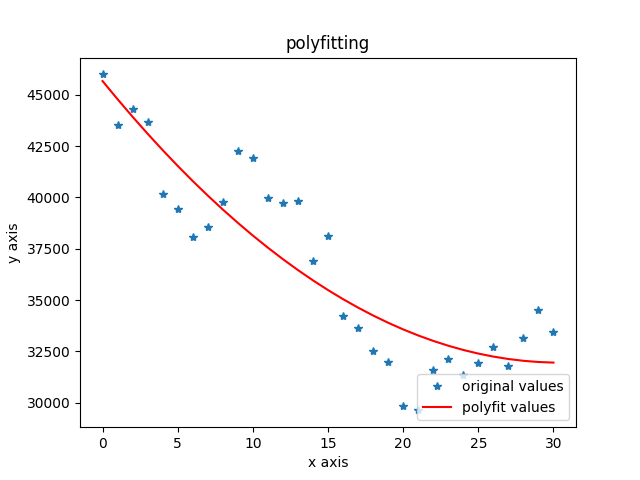 polyfitting
45000
42500
40000
37500
35000
32500
30000
y axis
0 5 10 15 20 25 30
x axis
original values
polyfit values